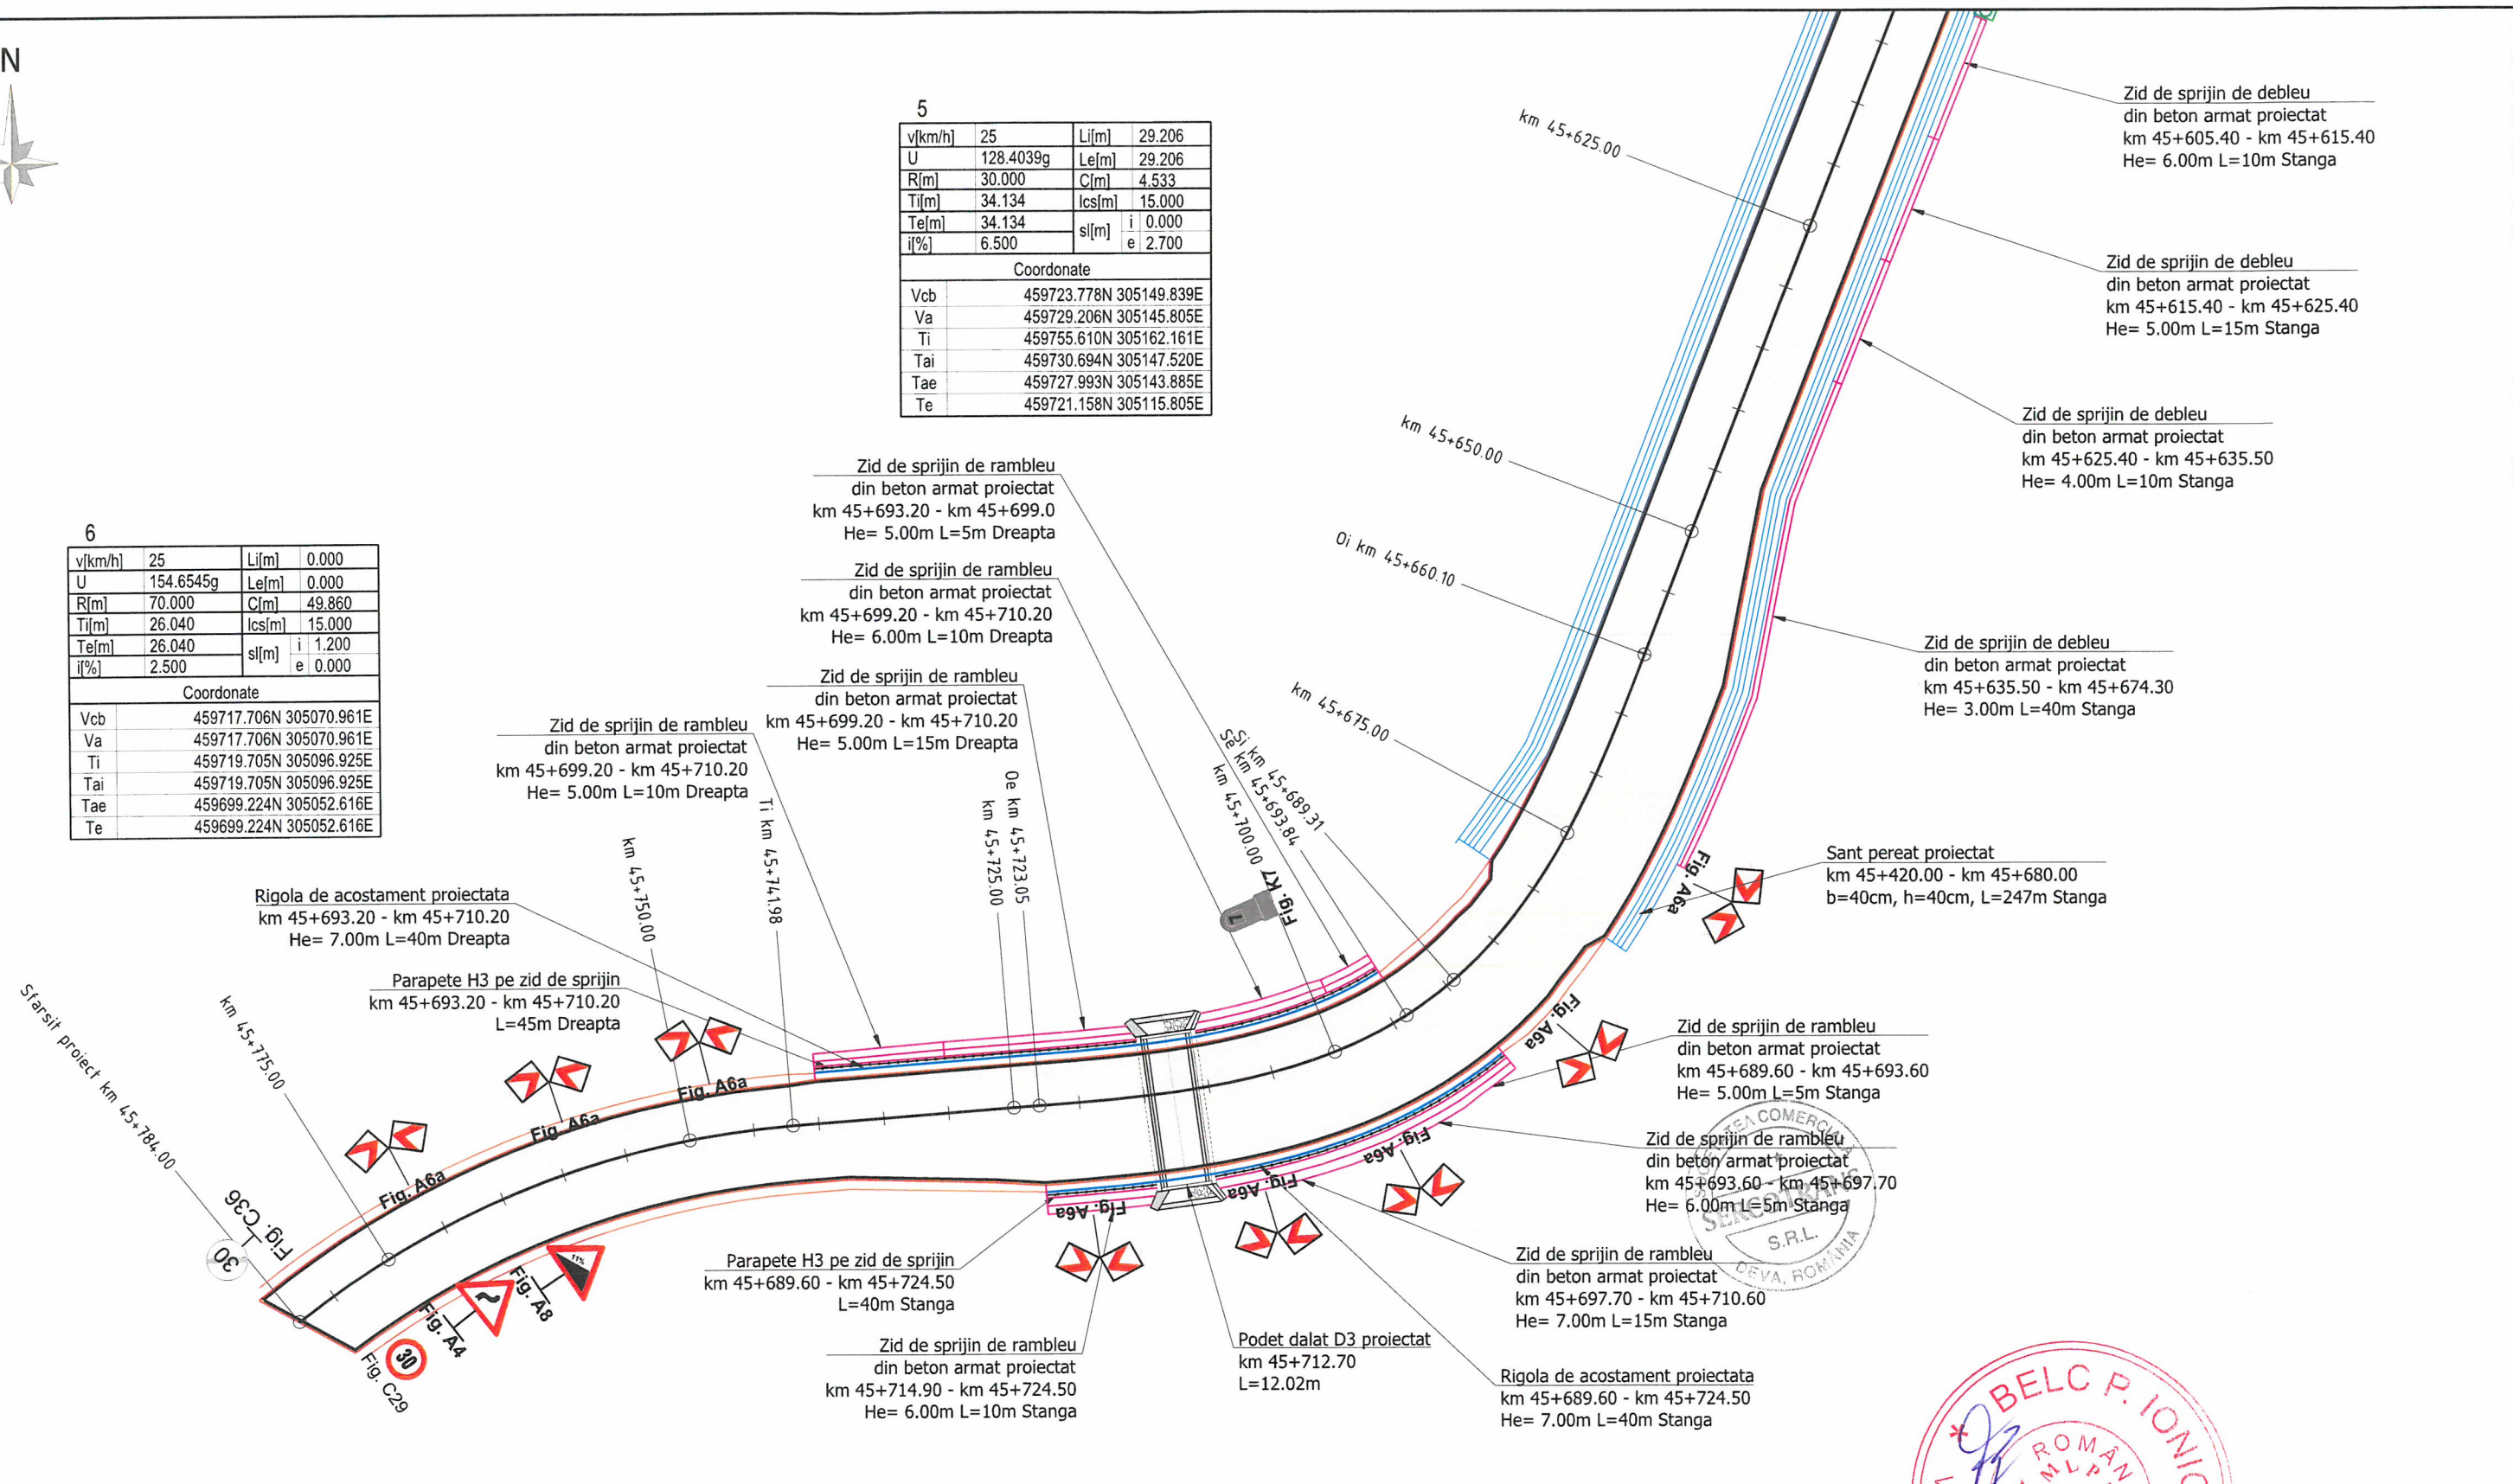 N
5
v[km/h] 25 Li[m] 29.206
U 128.4039g Le[m] 29.206
R[m] 30.000 C[m] 4.533
Ti[m] 34.134 lcs[m] 15.000
Te[m] 34.134 sl[m] i 0.000
i[%] 6.500 e 2.700
Coordonate
Vcb 459723.778N 305149.839E
Va 459729.206N 305145.805E
Ti 459755.610N 305162.161E
Tai 459730.694N 305147.520E
Tae 459727.993N 305143.885E
Te 459721.158N 305115.805E
6
v[km/h] 25 Li[m] 0.000
U 154.6545g Le[m] 0.000
R[m] 70.000 C[m] 49.860
Ti[m] 26.040 lcs[m] 15.000
Te[m] 26.040 sl[m] i 1.200
i[%] 2.500 e 0.000
Coordonate
Vcb 459717.706N 305070.961E
Va 459717.706N 305070.961E
Ti 459719.705N 305096.925E
Tai 459719.705N 305096.925E
Tae 459699.224N 305052.616E
Te 459699.224N 305052.616E
Zid de sprijin de debleu
din beton armat proiectat
km 45+605.40 - km 45+615.40
He= 6.00m L=10m Stanga
Zid de sprijin de debleu
din beton armat proiectat
km 45+615.40 - km 45+625.40
He= 5.00m L=15m Stanga
Zid de sprijin de debleu
din beton armat proiectat
km 45+625.40 - km 45+635.50
He= 4.00m L=10m Stanga
Zid de sprijin de debleu
din beton armat proiectat
km 45+635.50 - km 45+674.30
He= 3.00m L=40m Stanga
Sant pereat proiectat
km 45+420.00 - km 45+680.00
b=40cm, h=40cm, L=247m Stanga
km 45+625.00
km 45+650.00
Oi km 45+660.10
km 45+675.00
Si km 45+689.31
Se km 45+693.84
km 45+700.00
Fig. K7
L
Oe km 45+723.05
km 45+725.00
Ti km 45+741.98
km 45+750.00
km 45+775.00
Sfarsit proiect km 45+784.00
Zid de sprijin de rambleu
din beton armat proiectat
km 45+693.20 - km 45+699.0
He= 5.00m L=5m Dreapta
Zid de sprijin de rambleu
din beton armat proiectat
km 45+699.20 - km 45+710.20
He= 6.00m L=10m Dreapta
Zid de sprijin de rambleu
din beton armat proiectat
km 45+699.20 - km 45+710.20
He= 5.00m L=15m Dreapta
Zid de sprijin de rambleu
din beton armat proiectat
km 45+699.20 - km 45+710.20
He= 5.00m L=10m Dreapta
Rigola de acostament proiectata
km 45+693.20 - km 45+710.20
He= 7.00m L=40m Dreapta
Parapete H3 pe zid de sprijin
km 45+693.20 - km 45+710.20
L=45m Dreapta
Fig. A6a
Fig. A6a
Fig. A6a
Fig. A6a
Fig. A6a
Fig. A6a
Fig. A6a
Fig. A6a
Fig. C36
30
Fig. C29
30
Fig. A4
Fig. A8
11%
Zid de sprijin de rambleu
din beton armat proiectat
km 45+689.60 - km 45+693.60
He= 5.00m L=5m Stanga
Zid de sprijin de rambleu
din beton armat proiectat
km 45+693.60 - km 45+697.70
He= 6.00m L=5m Stanga
Zid de sprijin de rambleu
din beton armat proiectat
km 45+697.70 - km 45+710.60
He= 7.00m L=15m Stanga
Rigola de acostament proiectata
km 45+689.60 - km 45+724.50
He= 7.00m L=40m Stanga
Podet dalat D3 proiectat
km 45+712.70
L=12.02m
Parapete H3 pe zid de sprijin
km 45+689.60 - km 45+724.50
L=40m Stanga
Zid de sprijin de rambleu
din beton armat proiectat
km 45+714.90 - km 45+724.50
He= 6.00m L=10m Stanga
SOCIETATEA COMERCIALA
SERCOTRANS
S.R.L.
DEVA, ROMÂNIA
* BELC P. IONI
ROMÂN
MLP